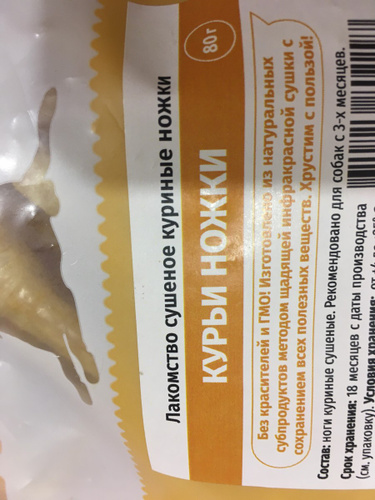 Лакомство сушеное куриные ножки
КУРЬИ НОЖКИ
80 г
Без красителей и ГМО! Изготовлено из натуральных
субпродуктов методом щадящей инфракрасной сушки с
сохранением всех полезных веществ. Хрустим с пользой!
Состав: ноги куриные сушеные. Рекомендовано для собак с 3-х месяцев.
Срок хранения: 18 месяцев с даты производства
(см. упаковку). Условия хранения: